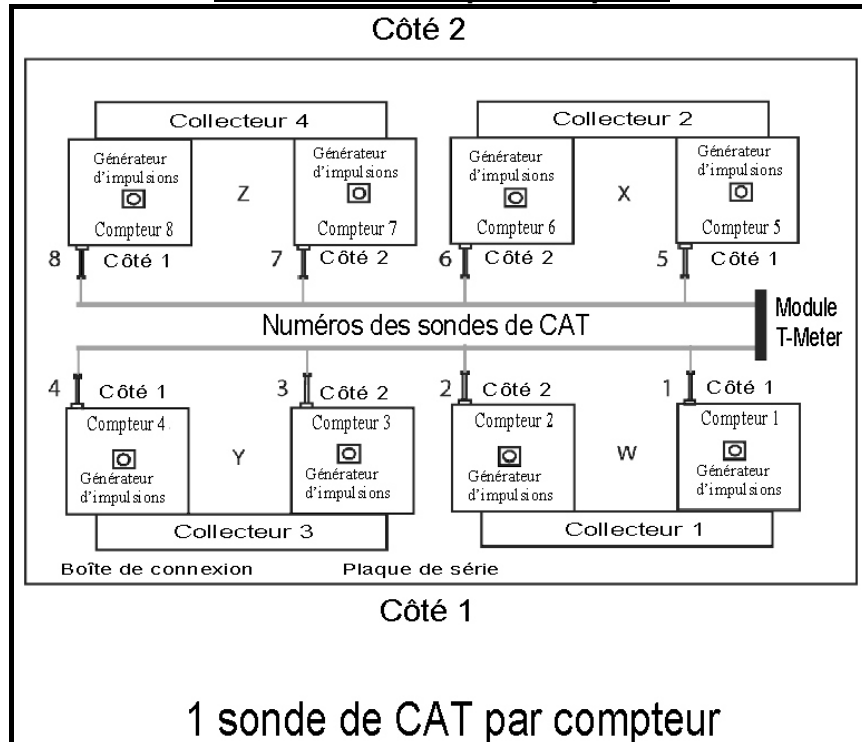 Côté 2
Collecteur 4
Collecteur 2
Générateur
d'impulsions
Générateur
d'impulsions
Générateur
d'impulsions
Générateur
d'impulsions
Z
X
Compteur 8
Compteur 7
Compteur 6
Compteur 5
8 Côté 1
7 Côté 2
6 Côté 2
5 Côté 1
Numéros des sondes de CAT
Module
T-Meter
4 Côté 1
3 Côté 2
2 Côté 2
1 Côté 1
Compteur 4
Compteur 3
Compteur 2
Compteur 1
Y
W
Générateur
d'impulsions
Générateur
d'impulsions
Générateur
d'impulsions
Générateur
d'impulsions
Collecteur 3
Collecteur 1
Boîte de connexion
Plaque de série
Côté 1
1 sonde de CAT par compteur